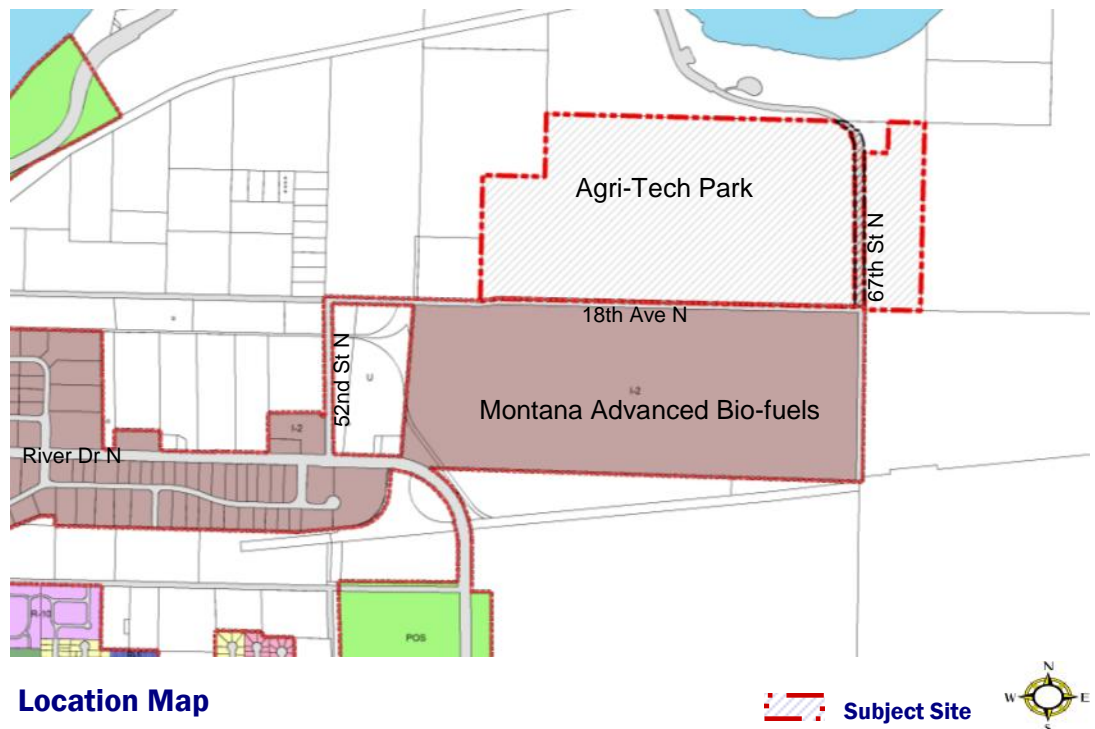 Agri-Tech Park
67th St N
18th Ave N
52nd St N
U
I-2
Montana Advanced Bio-fuels
I-2
River Dr N
R-10
POS
Location Map
Subject Site
N
W
E
S